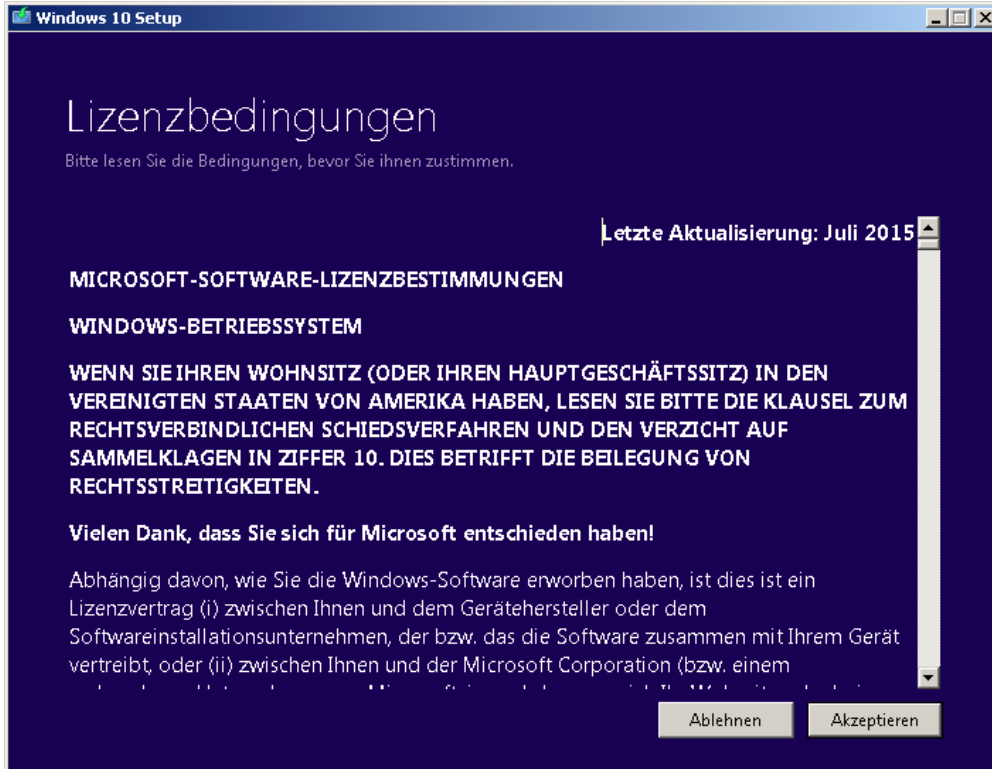 Windows 10 Setup
Lizenzbedingungen
Bitte lesen Sie die Bedingungen, bevor Sie ihnen zustimmen.
Letzte Aktualisierung: Juli 2015
MICROSOFT-SOFTWARE-LIZENZBESTIMMUNGEN
WINDOWS-BETRIEBSSYSTEM
WENN SIE IHREN WOHNSITZ (ODER IHREN HAUPTGESCHÄFTSSITZ) IN DEN
VEREINIGTEN STAATEN VON AMERIKA HABEN, LESEN SIE BITTE DIE KLAUSEL ZUM
RECHTSVERBINDLICHEN SCHIEDSVERFAHREN UND DEN VERZICHT AUF
SAMMELKLAGEN IN ZIFFER 10. DIES BETRIFFT DIE BEILEGUNG VON
RECHTSSTREITIGKEITEN.
Vielen Dank, dass Sie sich für Microsoft entschieden haben!
Abhängig davon, wie Sie die Windows-Software erworben haben, ist dies ist ein
Lizenzvertrag (i) zwischen Ihnen und dem Gerätehersteller oder dem
Softwareinstallationsunternehmen, der bzw. das die Software zusammen mit Ihrem Gerät
vertreibt, oder (ii) zwischen Ihnen und der Microsoft Corporation (bzw. einem
Ablehnen
Akzeptieren